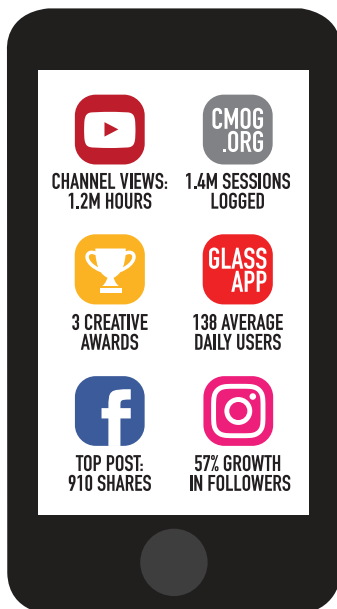 CMOG
.ORG
CHANNEL VIEWS:
1.2M HOURS
1.4M SESSIONS
LOGGED
GLASS
APP
3 CREATIVE
AWARDS
138 AVERAGE
DAILY USERS
f
TOP POST:
910 SHARES
57% GROWTH
IN FOLLOWERS